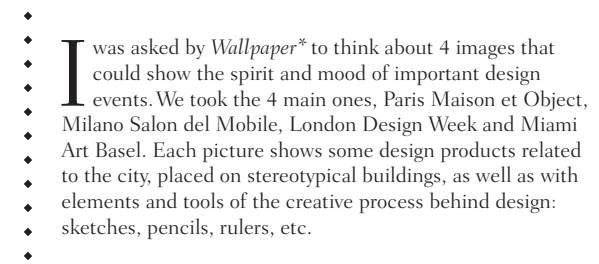 I was asked by Wallpaper* to think about 4 images that
could show the spirit and mood of important design
events. We took the 4 main ones, Paris Maison et Object,
Milano Salon del Mobile, London Design Week and Miami
Art Basel. Each picture shows some design products related
to the city, placed on stereotypical buildings, as well as with
elements and tools of the creative process behind design:
sketches, pencils, rulers, etc.